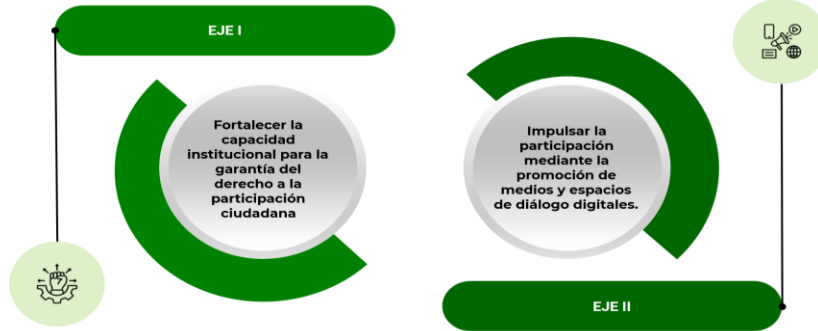 EJE I
Fortalecer la
capacidad
institucional para la
garantía del
derecho a la
participación
ciudadana
Impulsar la
participación
mediante la
promoción de
medios y espacios
de diálogo digitales.
EJE II